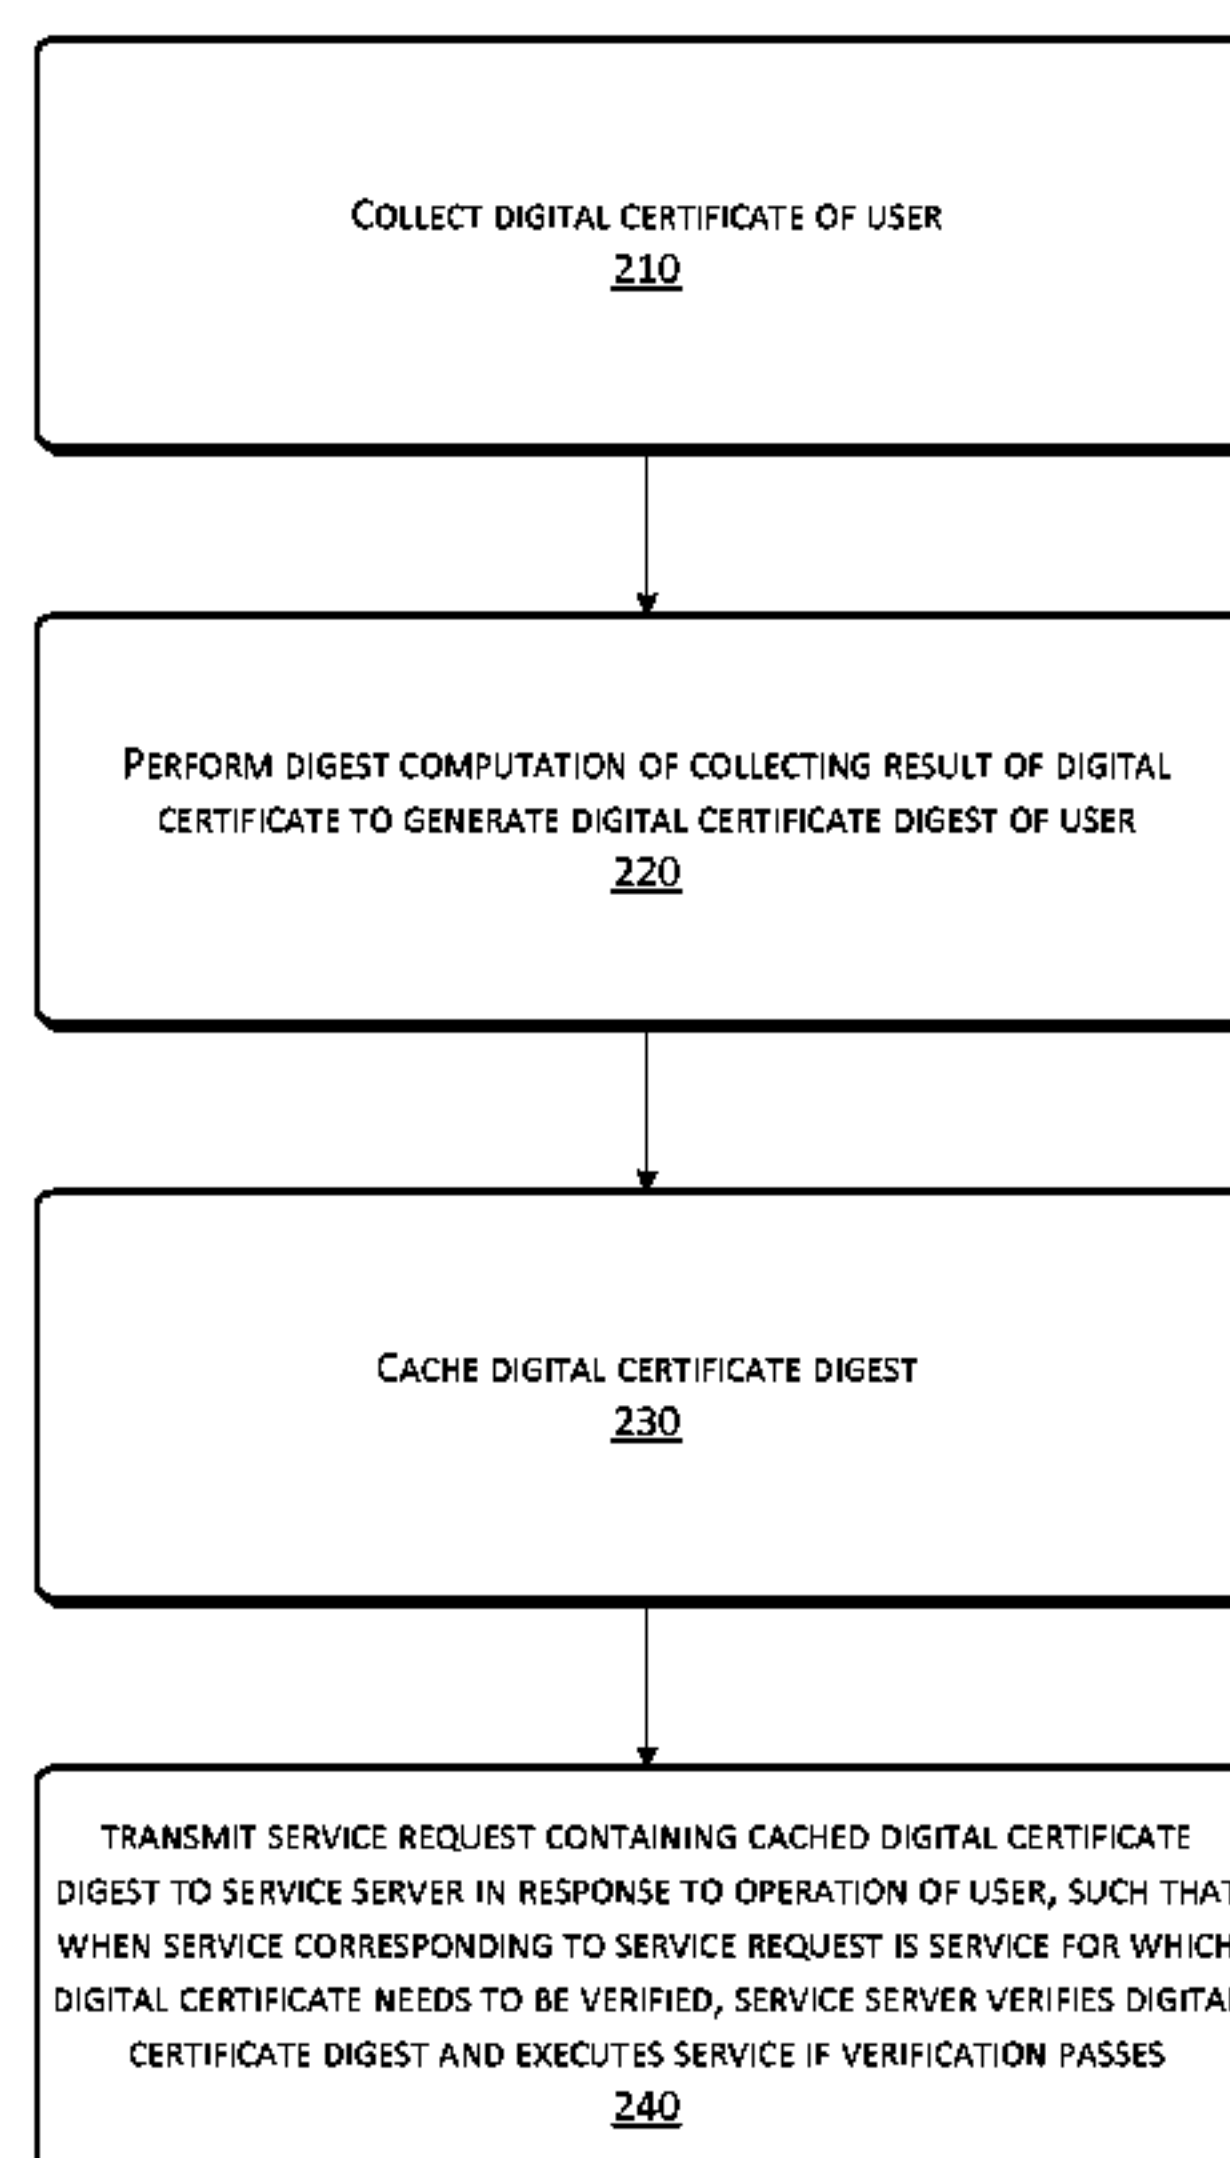 COLLECT DIGITAL CERTIFICATE OF USER
210
PERFORM DIGEST COMPUTATION OF COLLECTING RESULT OF DIGITAL
CERTIFICATE TO GENERATE DIGITAL CERTIFICATE DIGEST OF USER
220
CACHE DIGITAL CERTIFICATE DIGEST
230
TRANSMIT SERVICE REQUEST CONTAINING CACHED DIGITAL CERTIFICATE
DIGEST TO SERVICE SERVER IN RESPONSE TO OPERATION OF USER, SUCH THAT
WHEN SERVICE CORRESPONDING TO SERVICE REQUEST IS SERVICE FOR WHICH
DIGITAL CERTIFICATE NEEDS TO BE VERIFIED, SERVICE SERVER VERIFIES DIGITAL
CERTIFICATE DIGEST AND EXECUTES SERVICE IF VERIFICATION PASSES
240